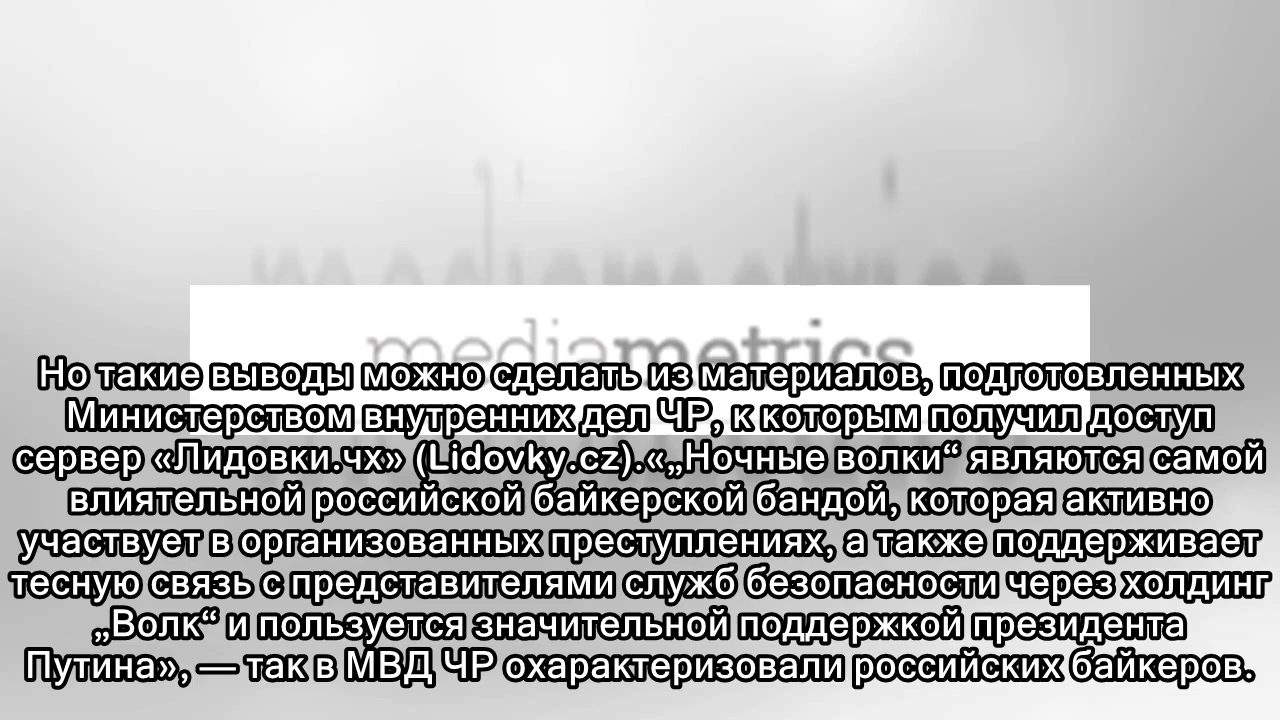 mediametrics
Но такие выводы можно сделать из материалов, подготовленных
Министерством внутренних дел ЧР, к которым получил доступ
сервер «Лидовки.чх» (Lidovky.cz).«„Ночные волки“ являются самой
влиятельной российской байкерской бандой, которая активно
участвует в организованных преступлениях, а также поддерживает
тесную связь с представителями служб безопасности через холдинг
„Волк“ и пользуется значительной поддержкой президента
Путина», — так в МВД ЧР охарактеризовали российских байкеров.